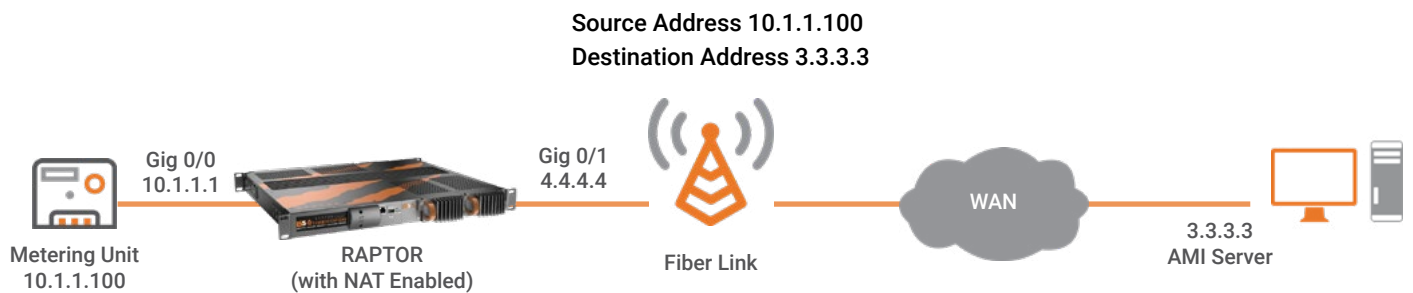 Source Address 10.1.1.100
Destination Address 3.3.3.3
Gig 0/0
10.1.1.1
Gig 0/1
4.4.4.4
WAN
Metering Unit
10.1.1.100
RAPTOR
(with NAT Enabled)
Fiber Link
3.3.3.3
AMI Server